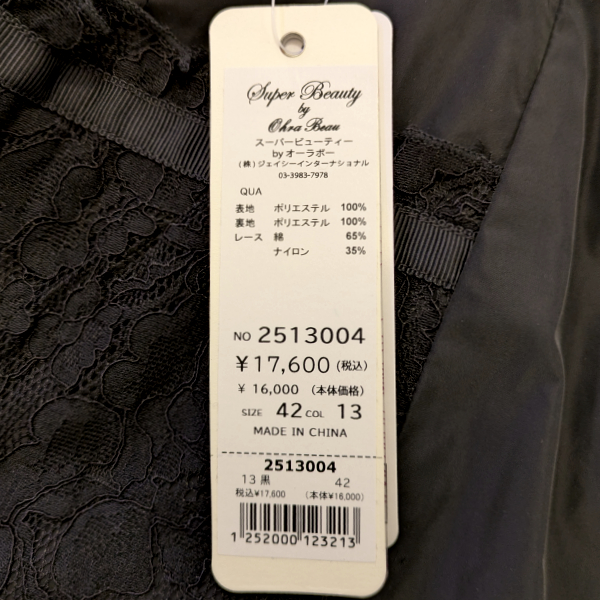 Super Beauty
by
Ohra Beau
スーパービューティー
by オーラボー
(株)ジェイシーインターナショナル
03-3983-7978
QUA
表地 ポリエステル 100%
裏地 ポリエステル 100%
レース 綿 65%
ナイロン 35%
NO 2513004
¥17,600 (税込)
¥ 16,000 (本体価格)
SIZE 42 COL 13
MADE IN CHINA
2513004
13 黒 42
税込¥17,600 (本体¥16,000)
1 252000 123213